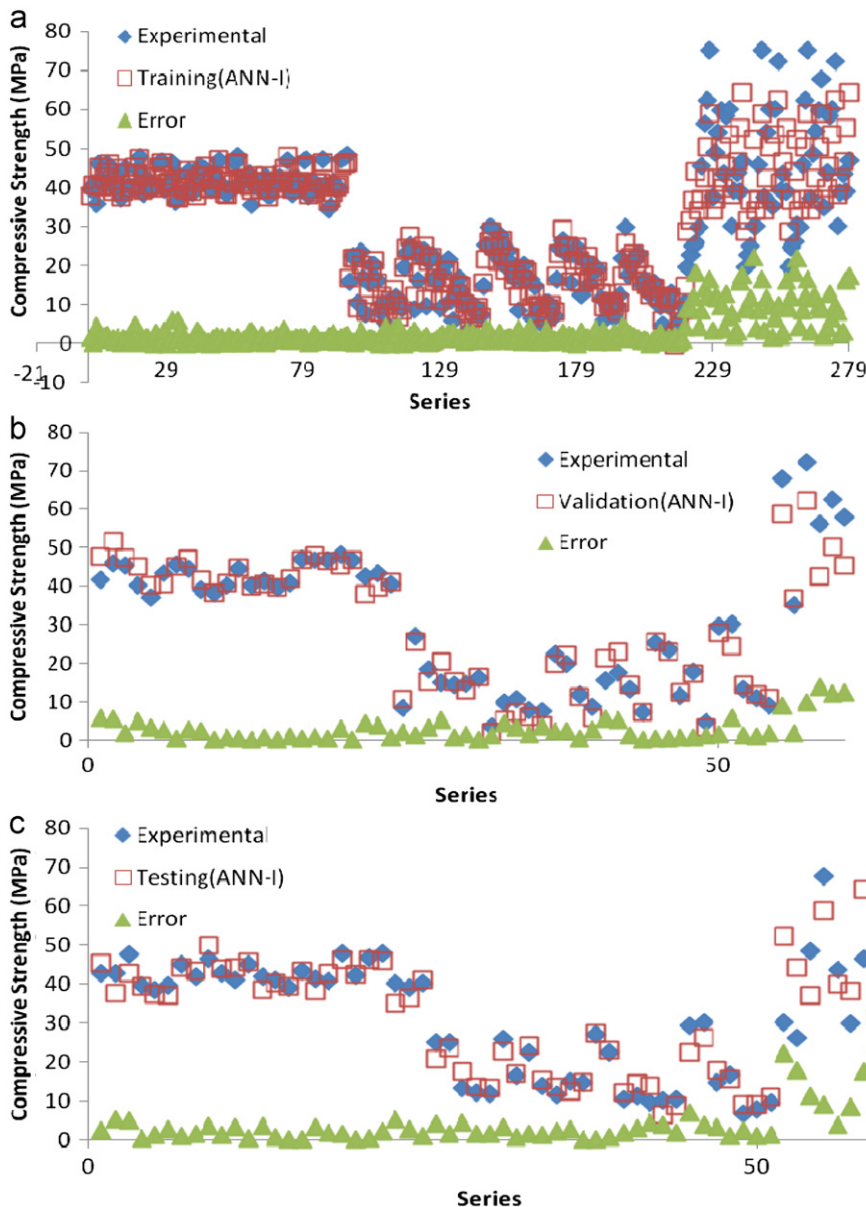 a
Compressive Strength (MPa)
80
70
60
50
40
30
20
10
0
-10
-21
29
79
129
179
229
279
Experimental
Training(ANN-I)
Error
Series
b
Compressive Strength (MPa)
80
70
60
50
40
30
20
10
0
0
50
Experimental
Validation(ANN-I)
Error
Series
c
Compressive Strength (MPa)
80
70
60
50
40
30
20
10
0
0
50
Experimental
Testing(ANN-I)
Error
Series